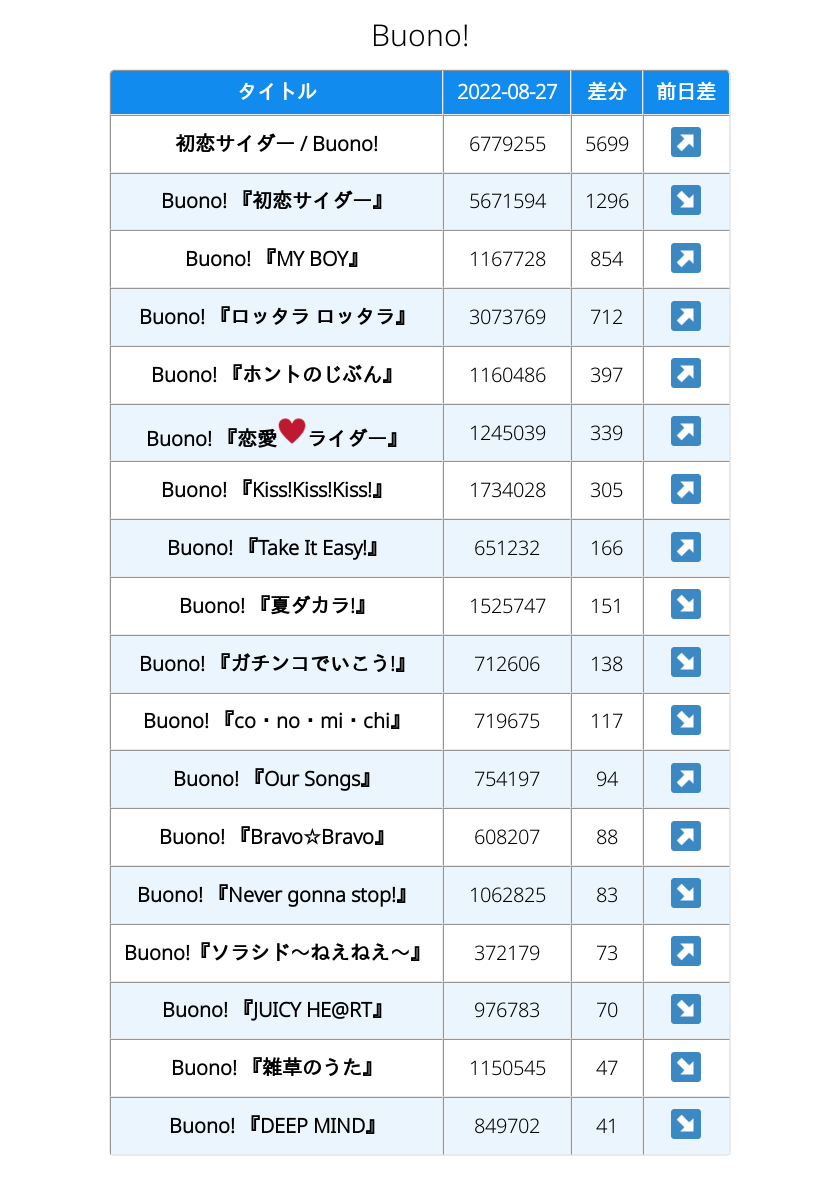 Buono!
タイトル 2022-08-27 差分 前日差
初恋サイダー / Buono! 6779255 5699 ↗
Buono! 『初恋サイダー』 5671594 1296 ↘
Buono! 『MY BOY』 1167728 854 ↗
Buono! 『ロッタラ ロッタラ』 3073769 712 ↗
Buono! 『ホントのじぶん』 1160486 397 ↗
Buono! 『恋愛♥ライダー』 1245039 339 ↗
Buono! 『Kiss!Kiss!Kiss!』 1734028 305 ↗
Buono! 『Take It Easy!』 651232 166 ↗
Buono! 『夏ダカラ!』 1525747 151 ↘
Buono! 『ガチンコでいこう!』 712606 138 ↘
Buono! 『co・no・mi・chi』 719675 117 ↘
Buono! 『Our Songs』 754197 94 ↗
Buono! 『Bravo☆Bravo』 608207 88 ↗
Buono! 『Never gonna stop!』 1062825 83 ↘
Buono!『ソラシド〜ねえねえ〜』 372179 73 ↗
Buono! 『JUICY HE@RT』 976783 70 ↘
Buono! 『雑草のうた』 1150545 47 ↘
Buono! 『DEEP MIND』 849702 41 ↘